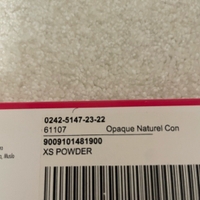 0242-5147-23-22
61107 Opaque Naturel Con
9009101481900
XS POWDER